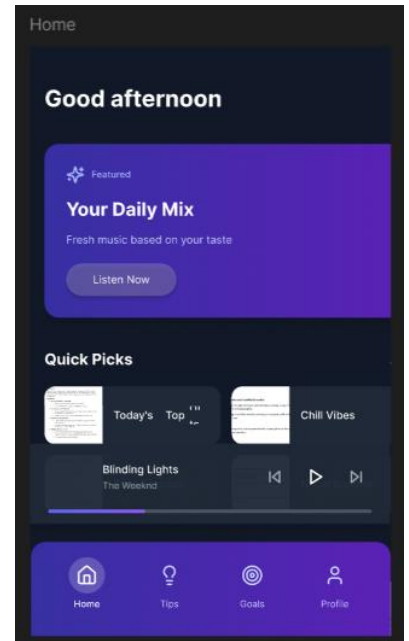 Home
Good afternoon
Featured
Your Daily Mix
Fresh music based on your taste
Listen Now
Quick Picks
Today's Top
Chill Vibes
Blinding Lights
The Weeknd
Home
Tips
Goals
Profile